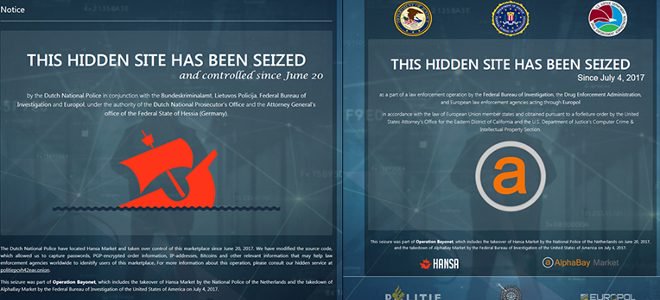 Notice
THIS HIDDEN SITE HAS BEEN SEIZED
and controlled since June 20
by the Dutch National Police in conjunction with the Bundeskriminalamt, Lietuvos Policija, Federal Bureau of
Investigation and Europol, under the authority of the Dutch National Prosecutor's Office and the Attorney General's
office of the Federal State of Hessia (Germany).
The Dutch National Police have located Hansa Market and taken over control of this marketplace since June 20, 2017. We have modified the source code,
which allowed us to capture passwords, PGP-encrypted order information, IP-addresses, Bitcoins and other relevant information that may help law
enforcement agencies worldwide to identify users of this marketplace. For more information about this operation, please consult our hidden service at
politiepcvh42eav.onion.
This seizure was part of Operation Bayonet, which includes the takeover of Hansa Market by the National Police of the Netherlands and the takedown of
AlphaBay Market by the Federal Bureau of Investigation of the United States of America on July 4, 2017.
THIS HIDDEN SITE HAS BEEN SEIZED
Since July 4, 2017
as a part of a law enforcement operation by the Federal Bureau of Investigation, the Drug Enforcement Administration,
and European law enforcement agencies acting through Europol
in accordance with the law of European Union member states and obtained pursuant to a forfeiture order by the United
States Attorney's Office for the Eastern District of California and the U.S. Department of Justice's Computer Crime &
Intellectual Property Section.
a
This seizure was part of Operation Bayonet, which includes the takeover of Hansa Market by the National Police of the Netherlands on June 20, 2017,
and the takedown of AlphaBay Market by the Federal Bureau of Investigation of the United States of America on July 4, 2017.
HANSA
AlphaBay Market
POLITIE
EUROPOL